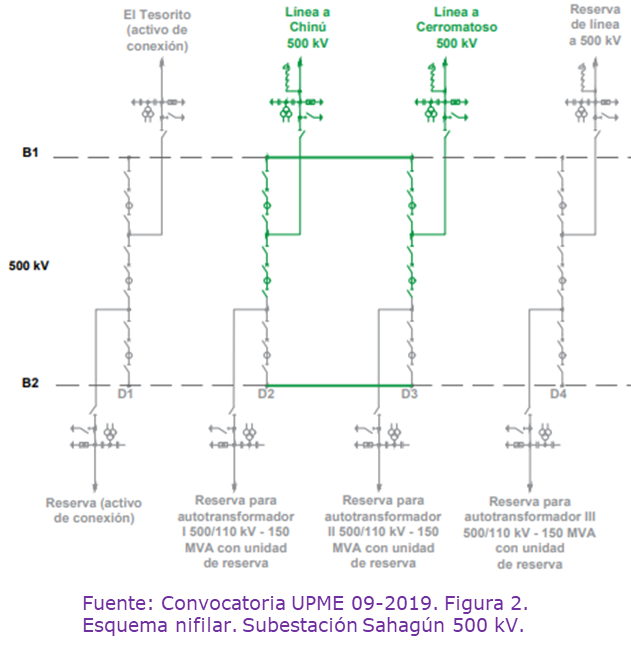 El Tesorito
(activo de
conexión)
Línea a
Chinú
500 kV
Línea a
Cerromatoso
500 kV
Reserva
de línea
a 500 kV
B1
500 kV
B2
D1
D2
D3
D4
Reserva (activo
de conexión)
Reserva para
autotransformador
I 500/110 kV - 150
MVA con unidad
de reserva
Reserva para
autotransformador
II 500/110 kV - 150
MVA con unidad
de reserva
Reserva para
autotransformador III
500/110 kV - 150 MVA
con unidad
de reserva
Fuente: Convocatoria UPME 09-2019. Figura 2.
Esquema nifilar. Subestación Sahagún 500 kV.